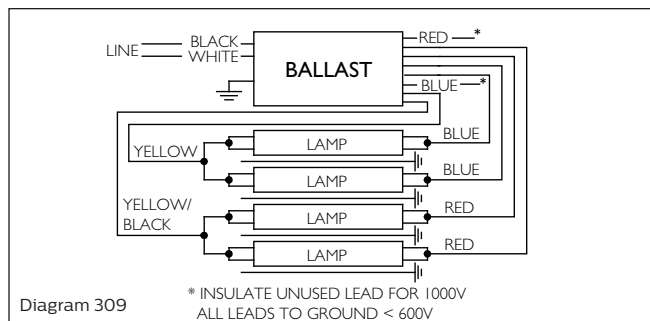 RED *
BLACK
LINE
WHITE
BALLAST
BLUE *
BLUE
LAMP
YELLOW
BLUE
LAMP
YELLOW/
BLACK
RED
LAMP
RED
LAMP
* INSULATE UNUSED LEAD FOR 1000V
ALL LEADS TO GROUND < 600V
Diagram 309